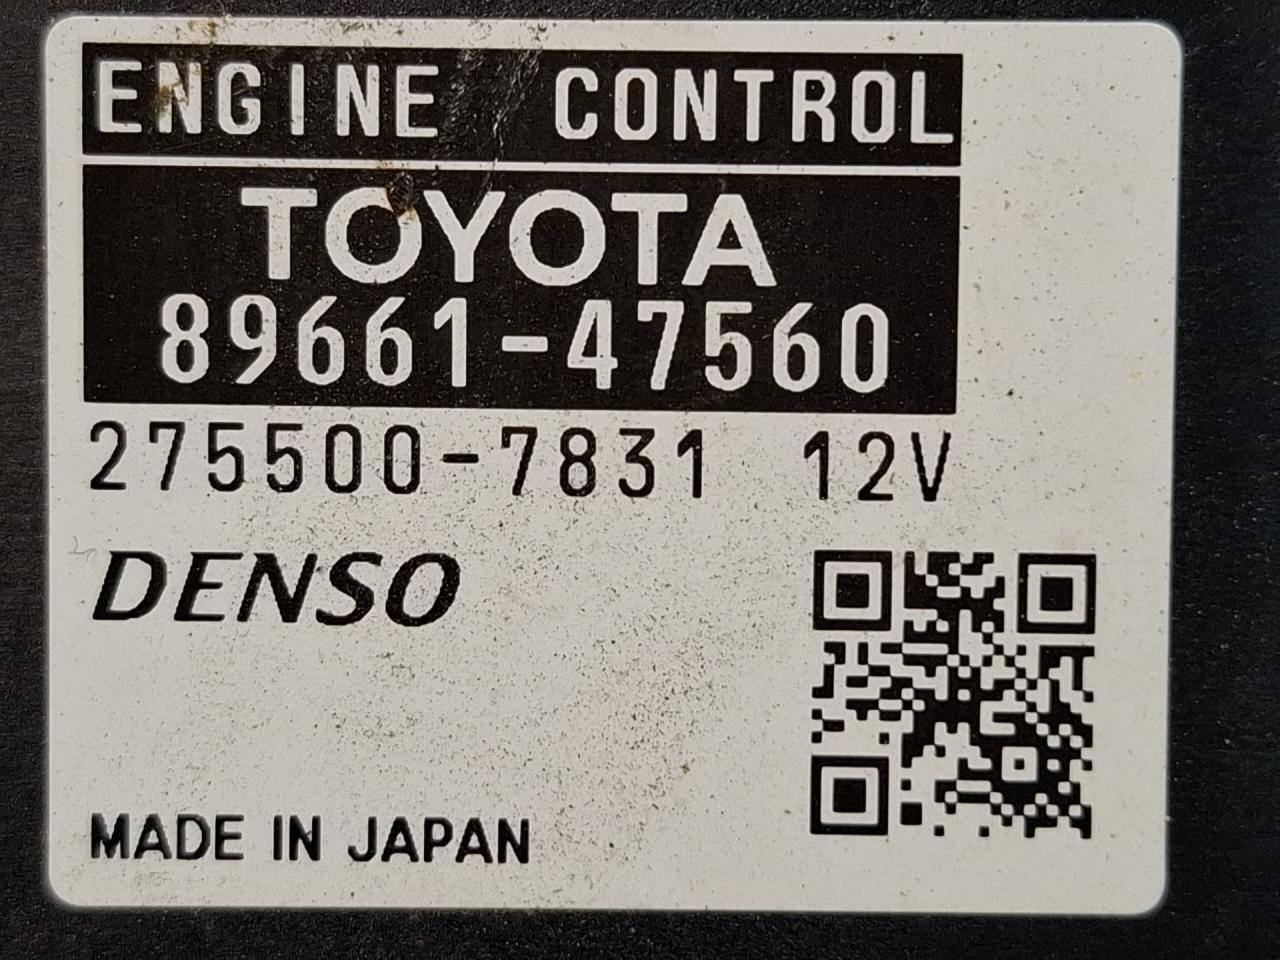 ENGINE CONTROL
TOYOTA
89661-47560
275500-7831 12V
DENSO
MADE IN JAPAN